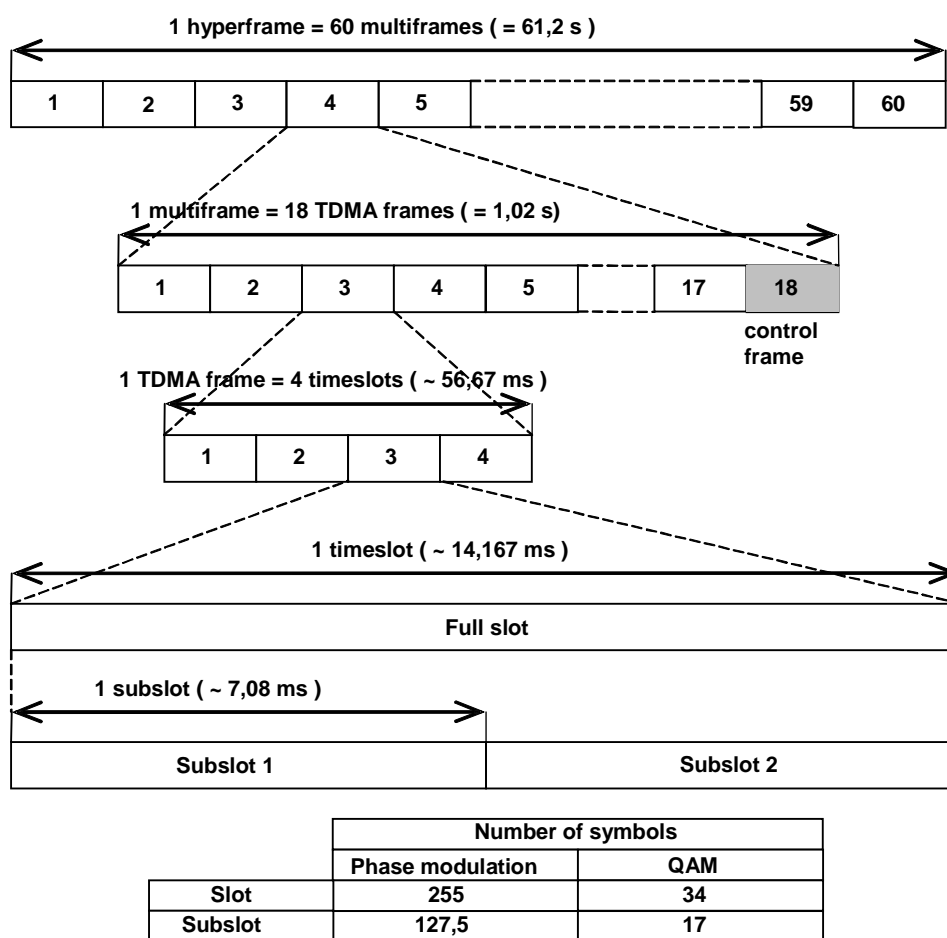 1 hyperframe = 60 multiframes ( = 61,2 s )
1 2 3 4 5 59 60
1 multiframe = 18 TDMA frames ( = 1,02 s)
1 2 3 4 5 17 18
control
frame
1 TDMA frame = 4 timeslots ( ~ 56,67 ms )
1 2 3 4
1 timeslot ( ~ 14,167 ms )
Full slot
1 subslot ( ~ 7,08 ms )
Subslot 1 Subslot 2
Number of symbols
Phase modulation QAM
Slot 255 34
Subslot 127,5 17